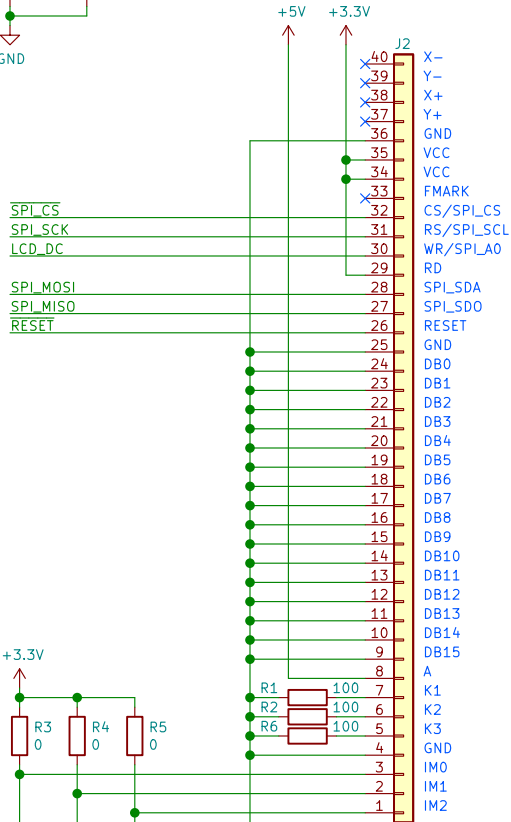 +5V +3.3V
J2
GND
40 X-
39 Y-
38 X+
37 Y+
36 GND
35 VCC
34 VCC
33 FMARK
SPI_CS 32 CS/SPI_CS
SPI_SCK 31 RS/SPI_SCL
LCD_DC 30 WR/SPI_A0
29 RD
SPI_MOSI 28 SPI_SDA
SPI_MISO 27 SPI_SDO
RESET 26 RESET
25 GND
24 DB0
23 DB1
22 DB2
21 DB3
20 DB4
19 DB5
18 DB6
17 DB7
16 DB8
15 DB9
14 DB10
13 DB11
12 DB12
11 DB13
10 DB14
9 DB15
+3.3V
8 A
R1 100 7 K1
R2 100 6 K2
R6 100 5 K3
R3 R4 R5
0 0 0
4 GND
3 IM0
2 IM1
1 IM2